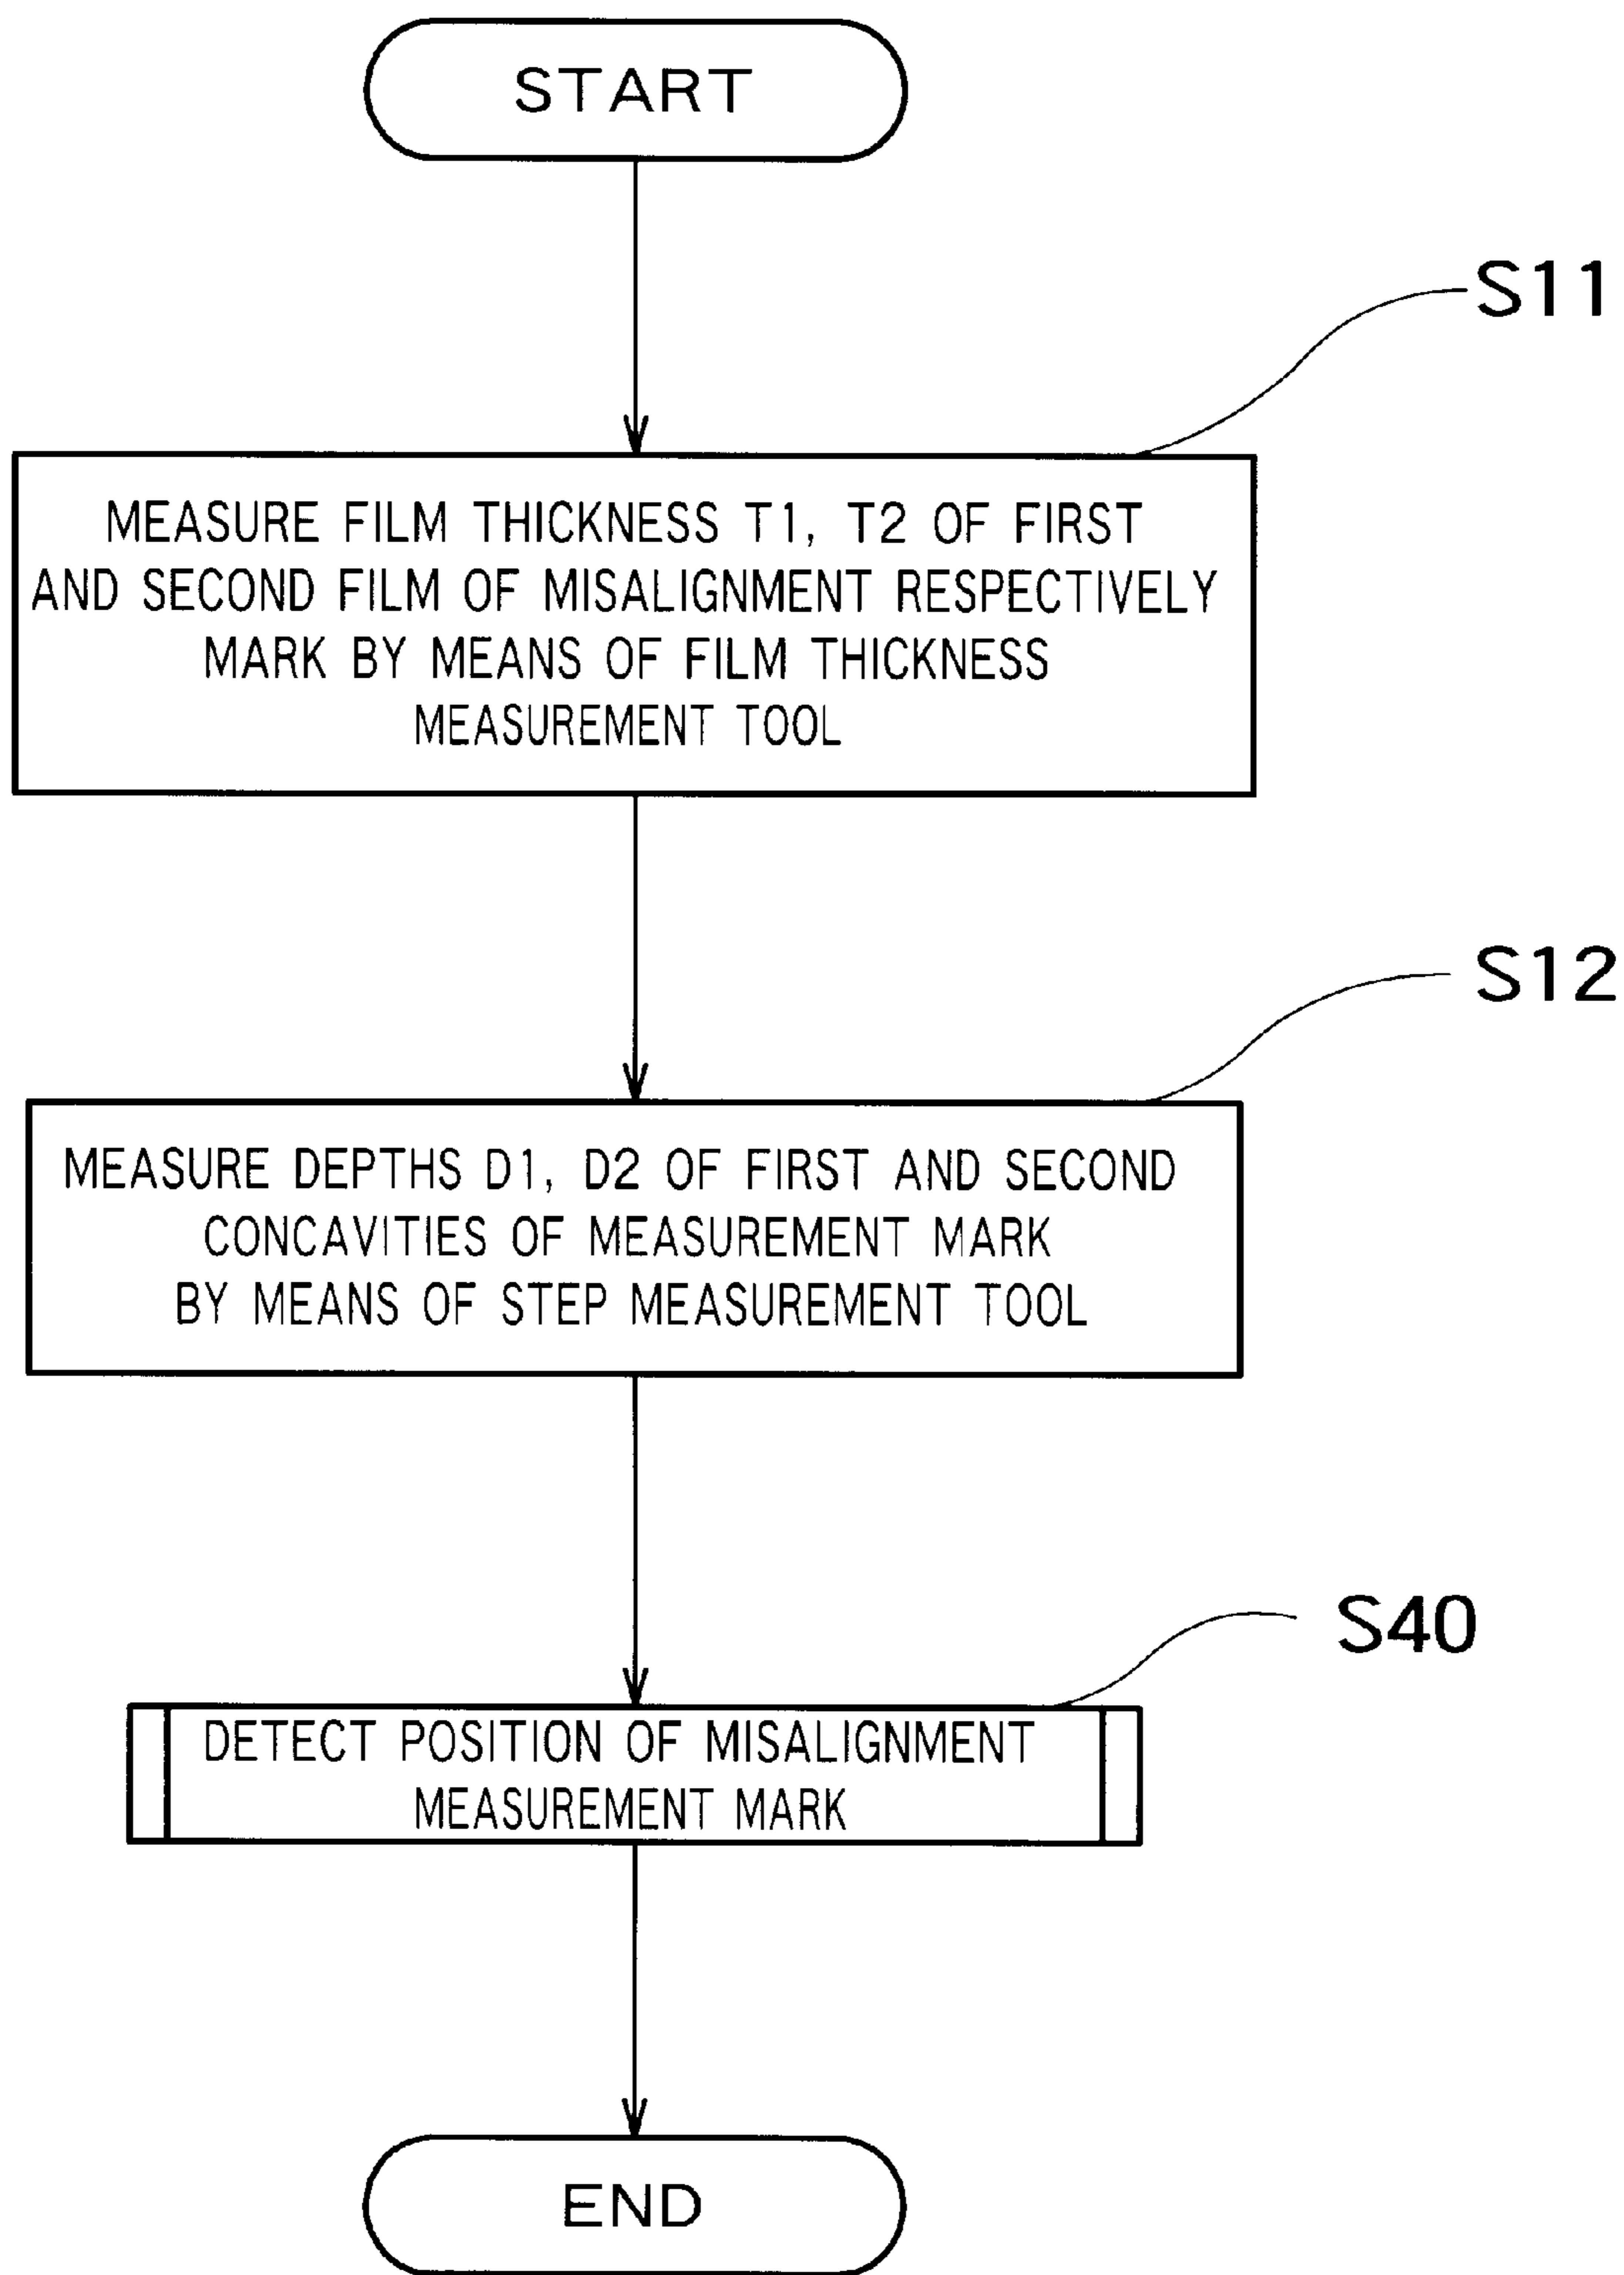 START
S11
MEASURE FILM THICKNESS T1, T2 OF FIRST
AND SECOND FILM OF MISALIGNMENT RESPECTIVELY
MARK BY MEANS OF FILM THICKNESS
MEASUREMENT TOOL
S12
MEASURE DEPTHS D1, D2 OF FIRST AND SECOND
CONCAVITIES OF MEASUREMENT MARK
BY MEANS OF STEP MEASUREMENT TOOL
S40
DETECT POSITION OF MISALIGNMENT
MEASUREMENT MARK
END